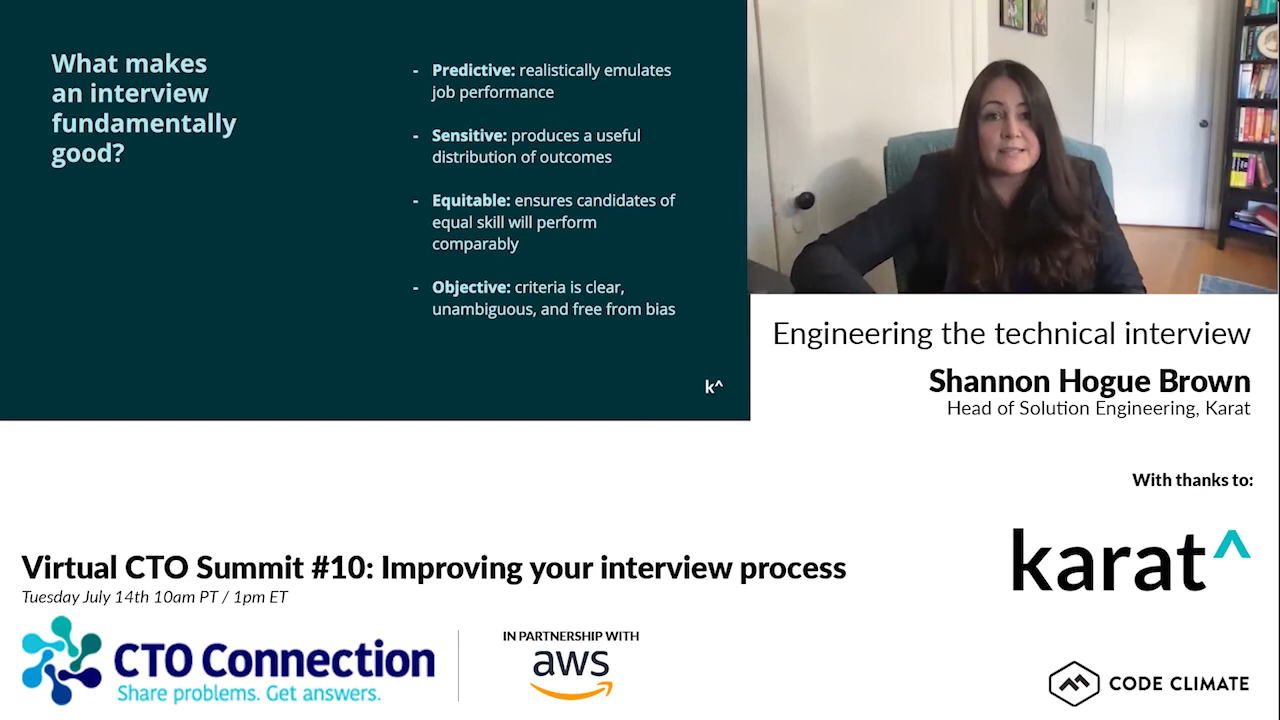 What makes
an interview
fundamentally
good?
- Predictive: realistically emulates
job performance
- Sensitive: produces a useful
distribution of outcomes
- Equitable: ensures candidates of
equal skill will perform
comparably
- Objective: criteria is clear,
unambiguous, and free from bias
k^
Engineering the technical interview
Shannon Hogue Brown
Head of Solution Engineering, Karat
With thanks to:
karat^
Virtual CTO Summit #10: Improving your interview process
Tuesday July 14th 10am PT / 1pm ET
CTO Connection
Share problems. Get answers.
IN PARTNERSHIP WITH
aws
CODE CLIMATE